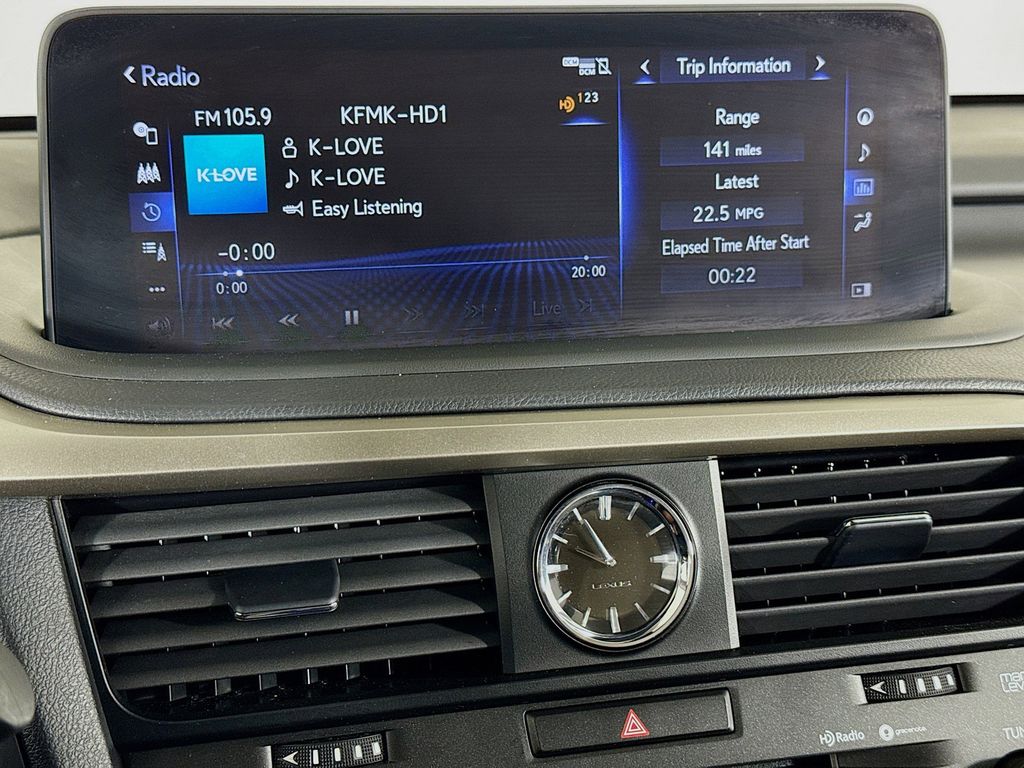 Radio
DCM
DCM
Trip Information
FM 105.9
KFMK-HD1
HD 123
K-LOVE
K-LOVE
K-LOVE
Easy Listening
-0:00
0:00
20:00
Live
Range
141 miles
Latest
22.5 MPG
Elapsed Time After Start
00:22
LEXUS
HD Radio
gracenote